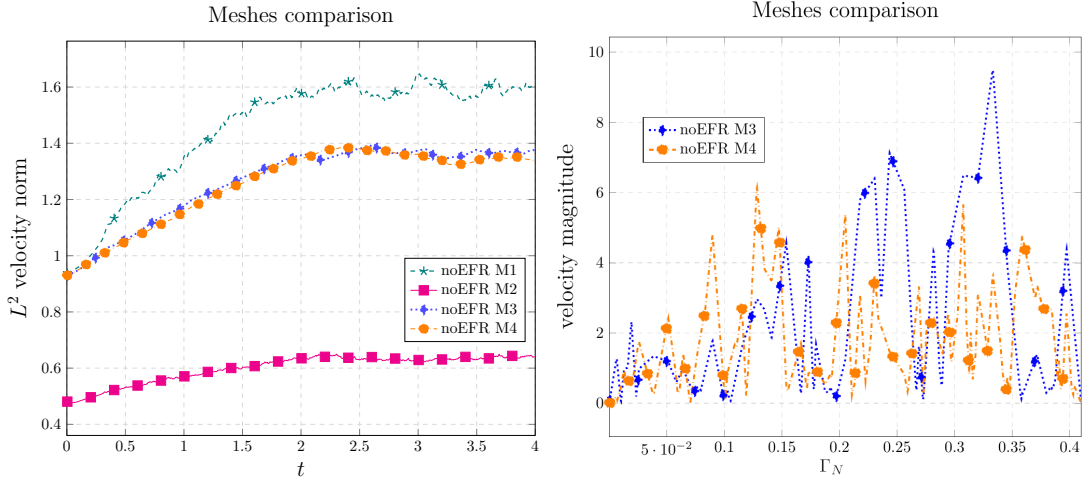 Meshes comparison
1.6
1.4
1.2
1
0.8
0.6
0.4
L² velocity norm
noEFR M1
noEFR M2
noEFR M3
noEFR M4
0 0.5 1 1.5 2 2.5 3 3.5 4
t
Meshes comparison
10
8
6
4
2
0
velocity magnitude
noEFR M3
noEFR M4
5 · 10⁻² 0.1 0.15 0.2 0.25 0.3 0.35 0.4
Γ_N